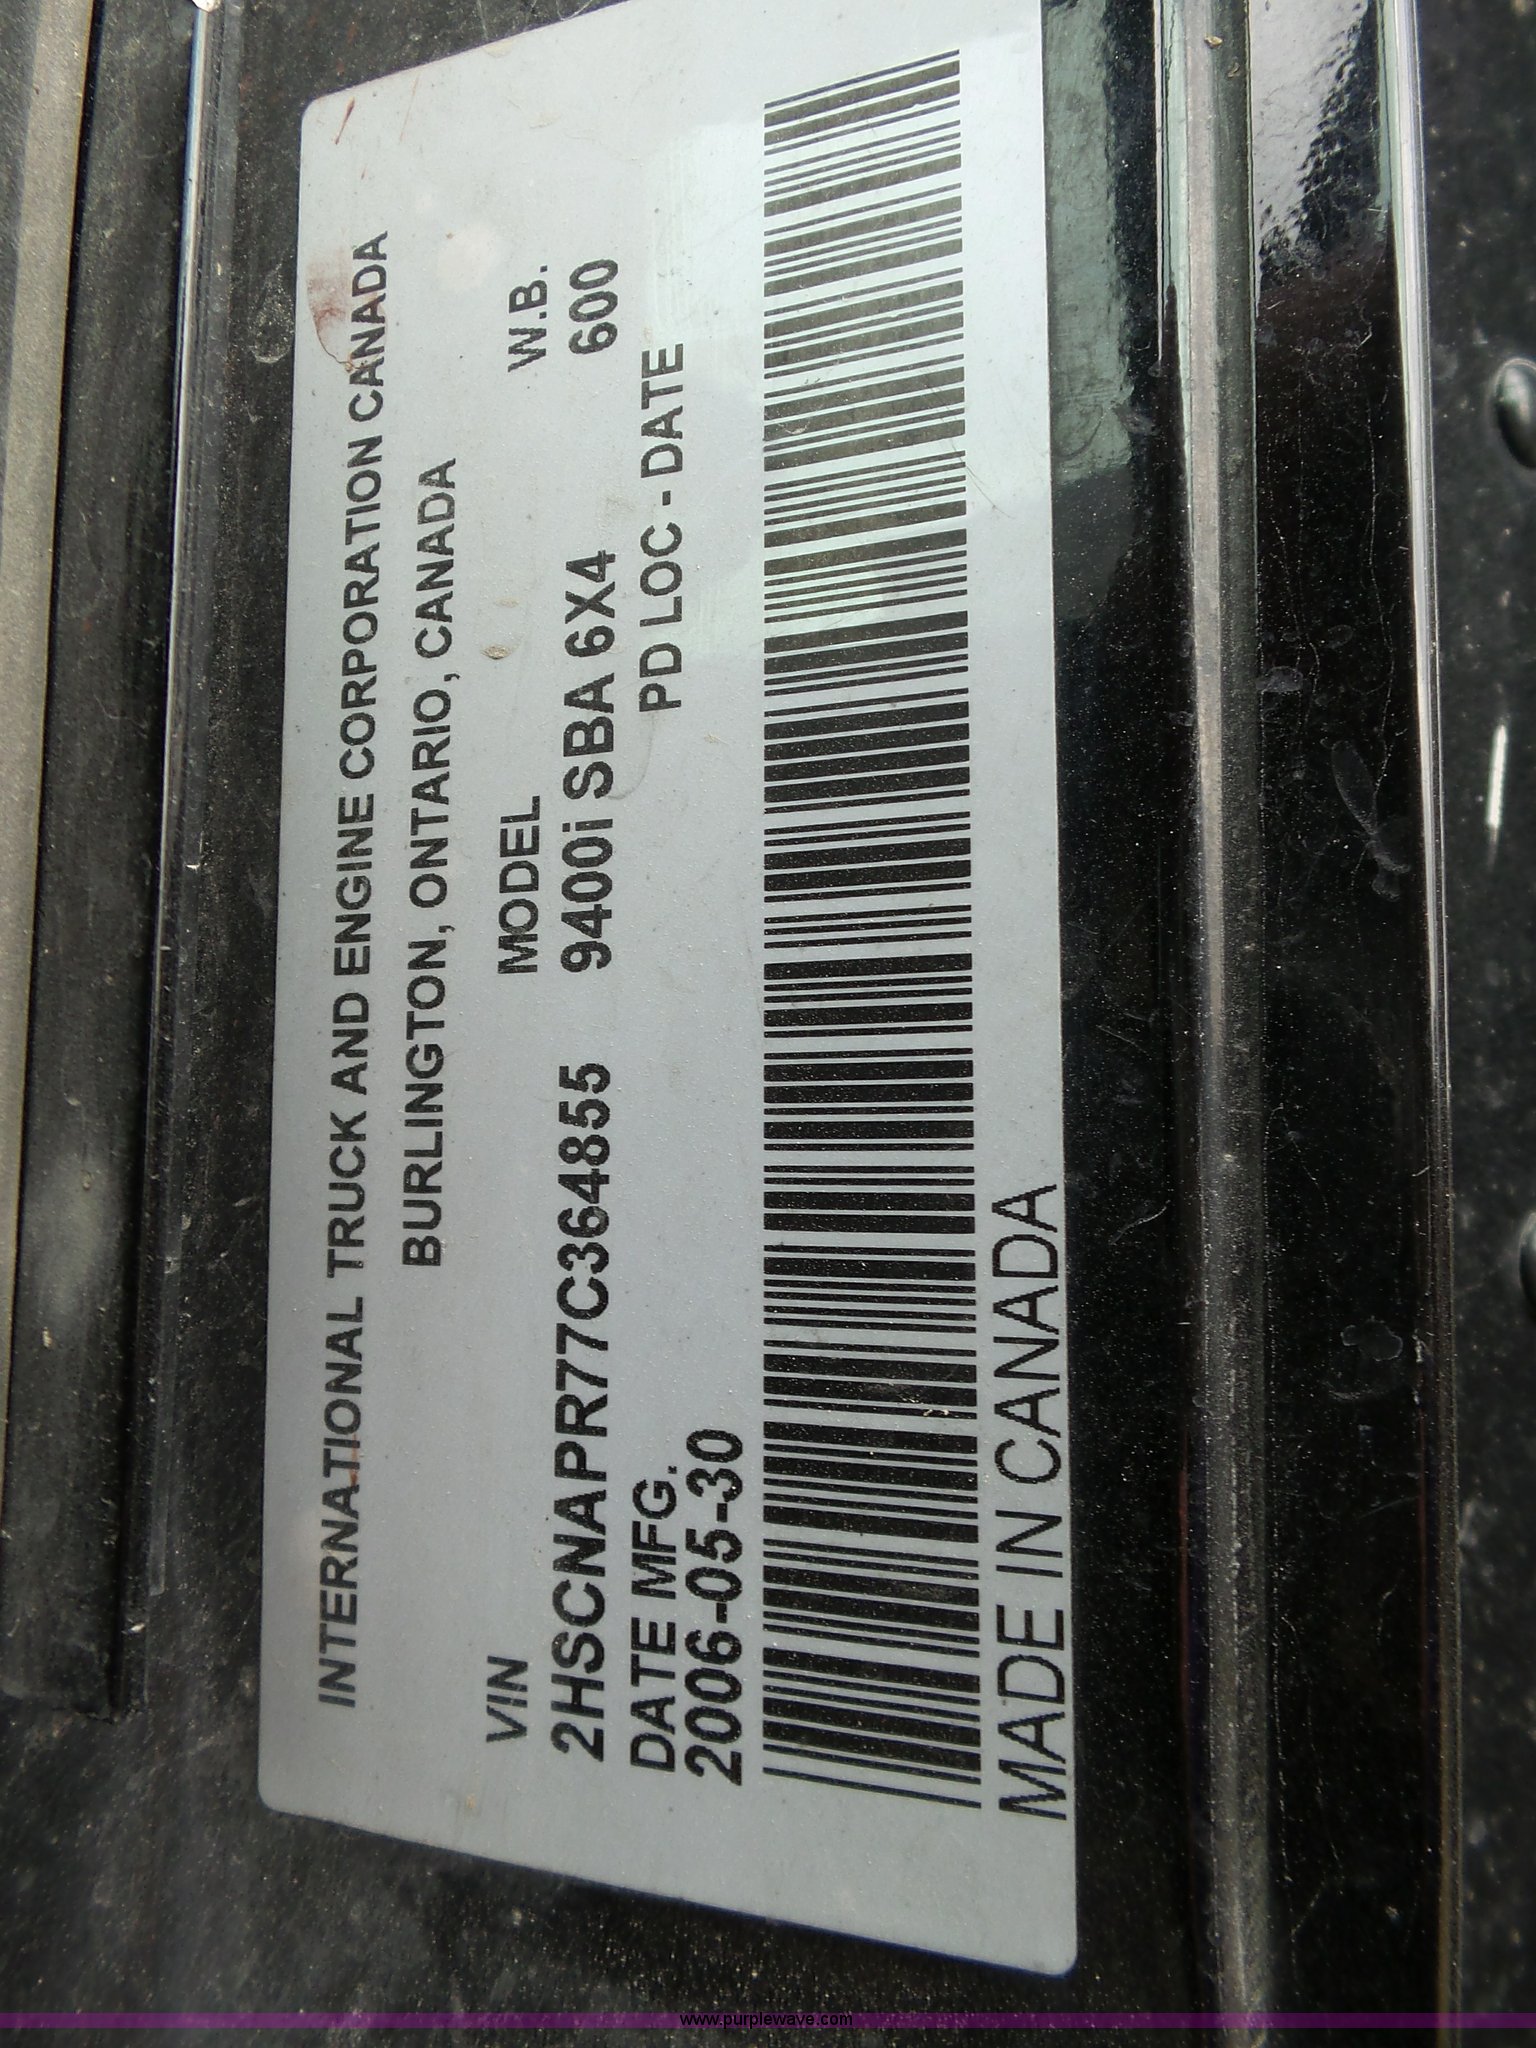 INTERNATIONAL TRUCK AND ENGINE CORPORATION CANADA
BURLINGTON, ONTARIO, CANADA
VIN MODEL W.B.
2HSCNAPR77C364855 9400i SBA 6X4 600
DATE MFG. PD LOC - DATE
2006-05-30
MADE IN CANADA
www.purplewave.com